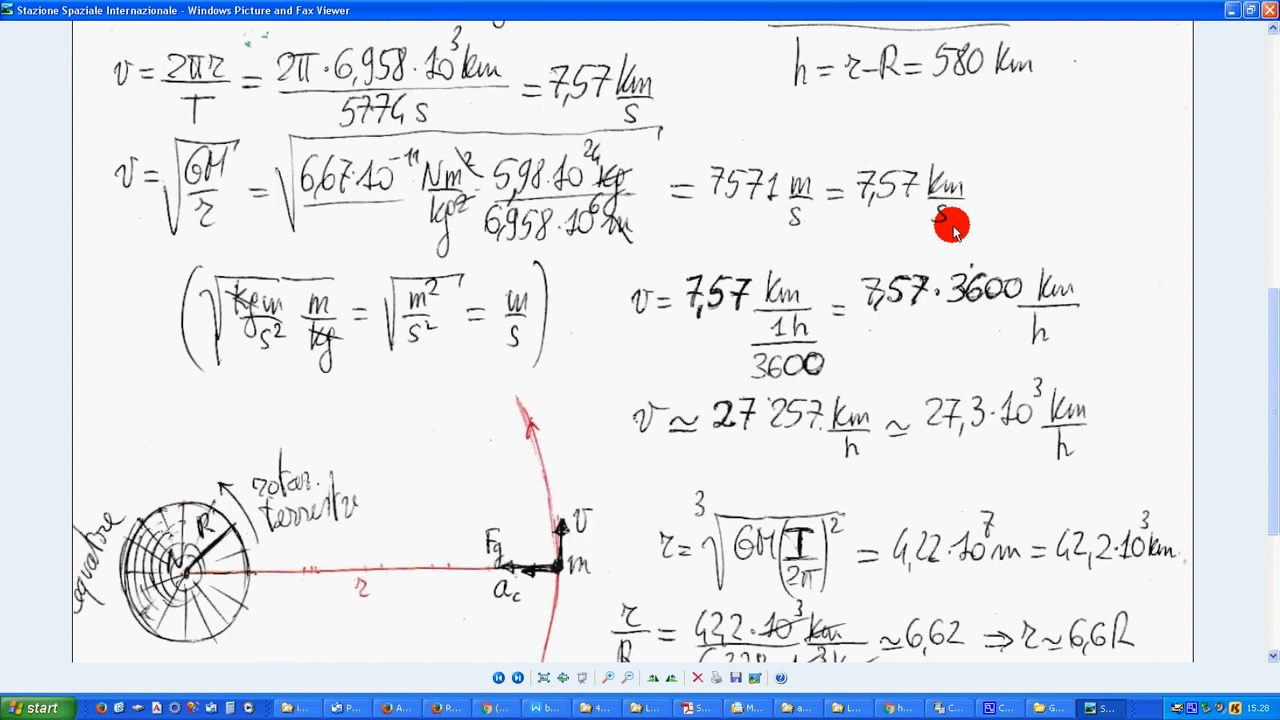 Stazione Spaziale Internazionale - Windows Picture and Fax Viewer
v = 2πr/T = 2π · 6,958 · 10³ km / 5774 s = 7,57 km/s
h = r-R = 580 km
v = √(GM/r) = √(6,67·10⁻¹¹ Nm²/kg² · 5,98·10²⁴ kg / 6,958·10⁶ m) = 7571 m/s = 7,57 km/s
(√(kg m/s² m/kg) = √(m²/s²) = m/s)
v = 7,57 km/(1h/3600) = 7,57·3600 km/h
v ≃ 27 257 km/h ≃ 27,3·10³ km/h
rotaz.
terrestre
equatore
R
N
Fg
v
m
ac
r
r = ³√(GM(T/2π)²) = 4,22·10⁷ m = 42,2·10³ km
r/R = 42,2·10³ km / ≃ 6,62 ⇒ r ≃ 6,6R
start
15.28